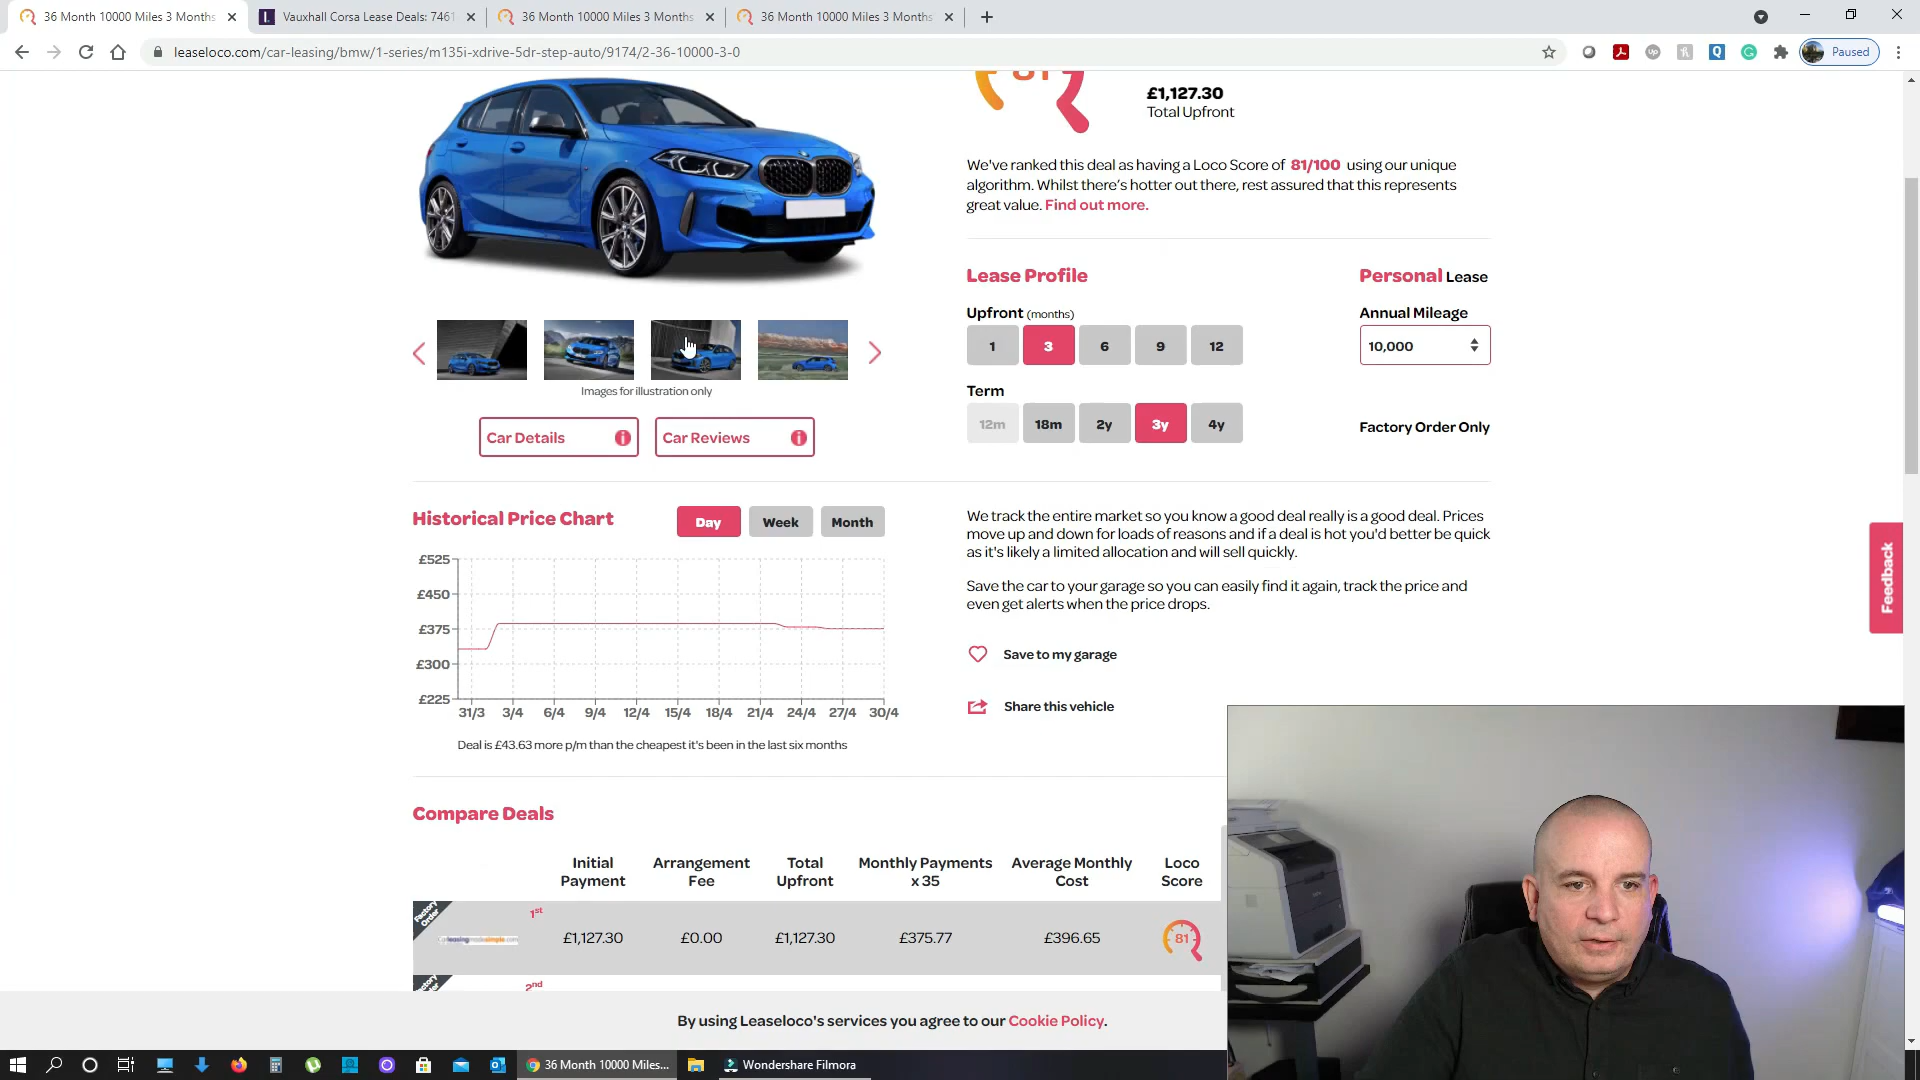 36 Month 10000 Miles 3 Months
Vauxhall Corsa Lease Deals: 7461
36 Month 10000 Miles 3 Months
36 Month 10000 Miles 3 Months
leaseloco.com/car-leasing/bmw/1-series/m135i-xdrive-5dr-step-auto/9174/2-36-10000-3-0
Paused
81
£1,127.30
Total Upfront
We've ranked this deal as having a Loco Score of 81/100 using our unique
algorithm. Whilst there's hotter out there, rest assured that this represents
great value. Find out more.
Lease Profile
Personal Lease
Upfront (months)
1 3 6 9 12
Annual Mileage
10,000
Term
12m 18m 2y 3y 4y
Factory Order Only
Images for illustration only
Car Details
Car Reviews
Historical Price Chart
Day Week Month
£525
£450
£375
£300
£225
31/3 3/4 6/4 9/4 12/4 15/4 18/4 21/4 24/4 27/4 30/4
Deal is £43.63 more p/m than the cheapest it's been in the last six months
We track the entire market so you know a good deal really is a good deal. Prices
move up and down for loads of reasons and if a deal is hot you'd better be quick
as it's likely a limited allocation and will sell quickly.
Save the car to your garage so you can easily find it again, track the price and
even get alerts when the price drops.
Save to my garage
Share this vehicle
Feedback
Compare Deals
Initial Payment
Arrangement Fee
Total Upfront
Monthly Payments x 35
Average Monthly Cost
Loco Score
Factory Order
1st
£1,127.30 £0.00 £1,127.30 £375.77 £396.65 81
2nd
By using Leaseloco's services you agree to our Cookie Policy.
36 Month 10000 Miles...
Wondershare Filmora